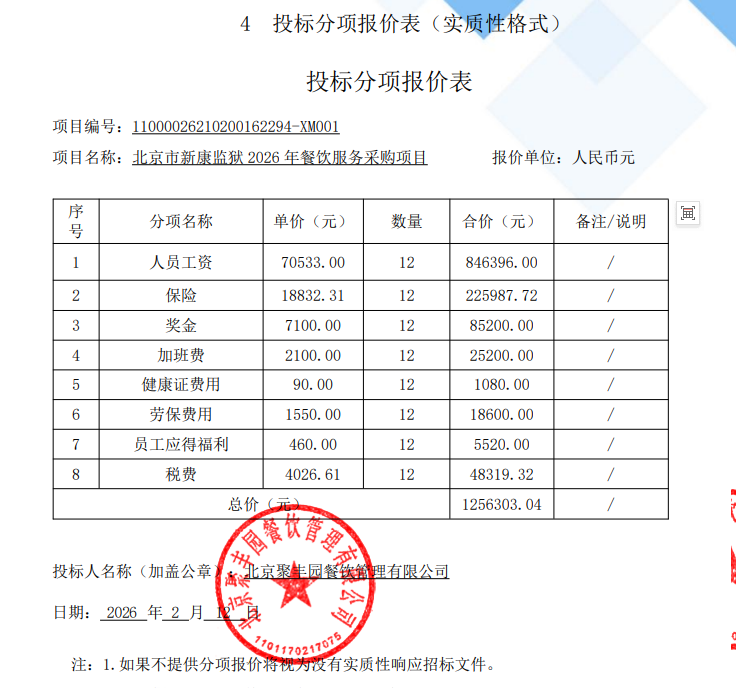 4 投标分项报价表（实质性格式）
投标分项报价表
项目编号：11000026210200162294-XM001
项目名称：北京市新康监狱 2026 年餐饮服务采购项目 报价单位：人民币元
序号 分项名称 单价（元） 数量 合价（元） 备注/说明
1 人员工资 70533.00 12 846396.00 /
2 保险 18832.31 12 225987.72 /
3 奖金 7100.00 12 85200.00 /
4 加班费 2100.00 12 25200.00 /
5 健康证费用 90.00 12 1080.00 /
6 劳保费用 1550.00 12 18600.00 /
7 员工应得福利 460.00 12 5520.00 /
8 税费 4026.61 12 48319.32 /
总价（元） 1256303.04 /
投标人名称（加盖公章）：北京聚丰园餐饮管理有限公司
日期：2026 年 2 月 12 日
北京聚丰园餐饮管理有限公司
1101170217075
注：1.如果不提供分项报价将视为没有实质性响应招标文件。